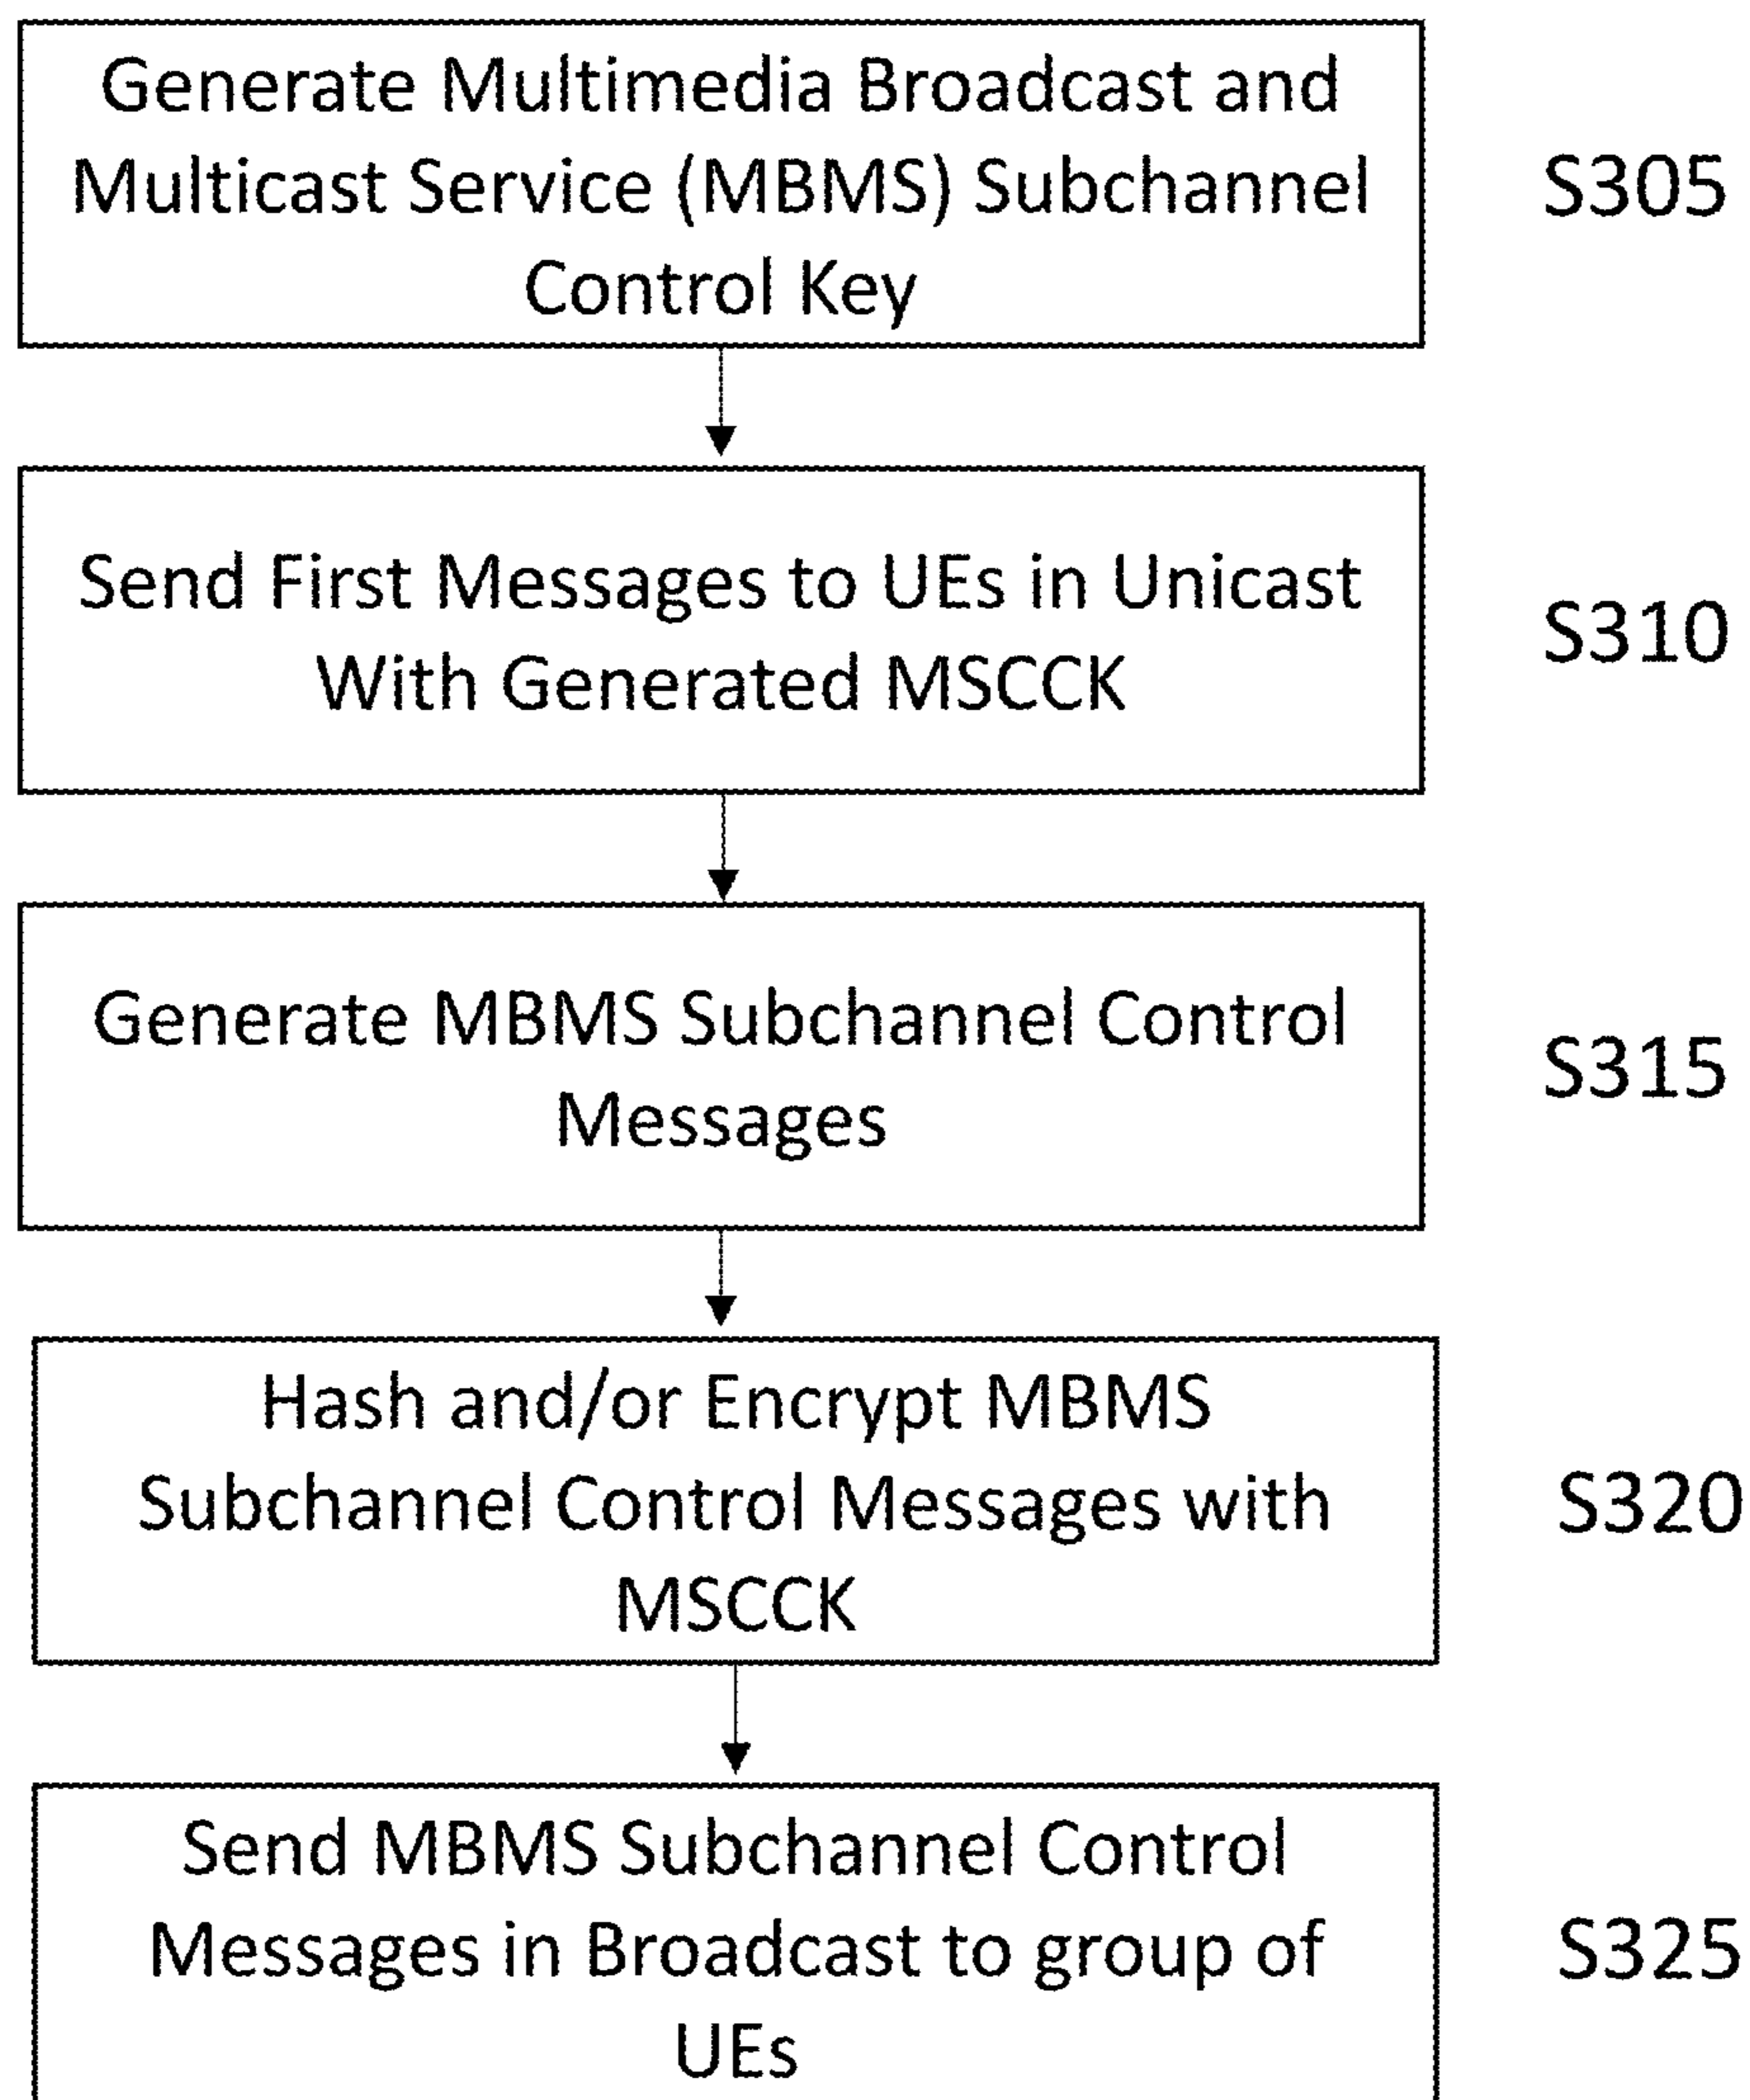 Generate Multimedia Broadcast and
Multicast Service (MBMS) Subchannel
Control Key
S305
Send First Messages to UEs in Unicast
With Generated MSCCK
S310
Generate MBMS Subchannel Control
Messages
S315
Hash and/or Encrypt MBMS
Subchannel Control Messages with
MSCCK
S320
Send MBMS Subchannel Control
Messages in Broadcast to group of
UEs
S325